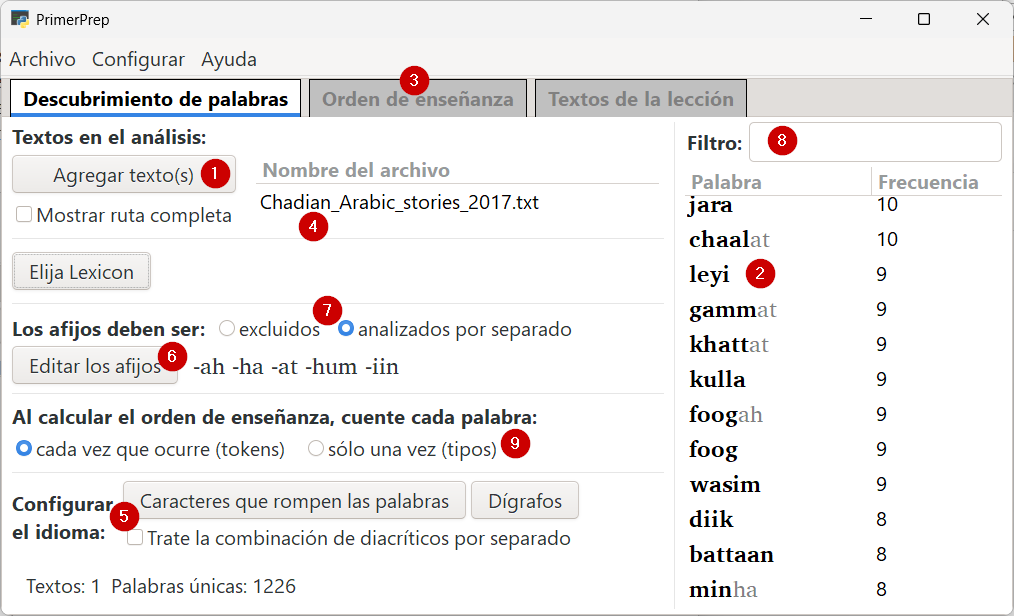 PrimerPrep
Archivo Configurar Ayuda
Descubrimiento de palabras
Orden de enseñanza
3
Textos de la lección
Textos en el análisis:
Agregar texto(s) 1
Mostrar ruta completa
Nombre del archivo
Chadian_Arabic_stories_2017.txt
4
Elija Lexicon
7
Los afijos deben ser: excluidos analizados por separado
Editar los afijos 6 -ah -ha -at -hum -iin
Al calcular el orden de enseñanza, cuente cada palabra:
cada vez que ocurre (tokens) sólo una vez (tipos) 9
Configurar el idioma: 5
Caracteres que rompen las palabras Dígrafos
Trate la combinación de diacríticos por separado
Textos: 1 Palabras únicas: 1226
Filtro: 8
Palabra Frecuencia
jara 10
chaalat 10
leyi 2 9
gammat 9
khattat 9
kulla 9
foogah 9
foog 9
wasim 9
diik 8
battaan 8
minha 8